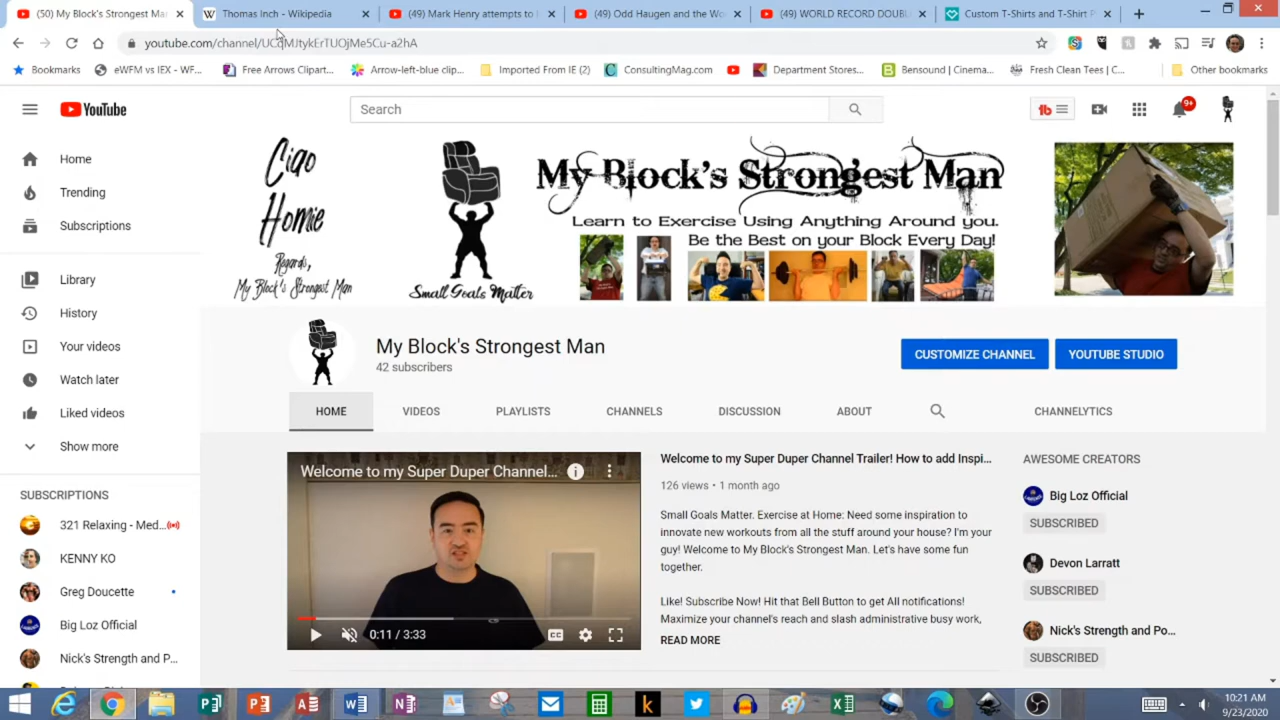 (50) My Block's Strongest Man
Thomas Inch - Wikipedia
(49) Mark Henry attempts to
(49) Odd Haugen and the Wo
(49) WORLD RECORD DOUBL
Custom T-Shirts and T-Shirt P
youtube.com/channel/UCqMJtykErTUOjMe5Cu-a2hA
Bookmarks
eWFM vs IEX - WF...
Free Arrows Clipart...
Arrow-left-blue clip...
Imported From IE (2)
ConsultingMag.com
Department Stores...
Bensound | Cinema...
Fresh Clean Tees | C...
Other bookmarks
YouTube
Search
9+
Home
Trending
Subscriptions
Library
History
Your videos
Watch later
Liked videos
Show more
SUBSCRIPTIONS
321 Relaxing - Med...
KENNY KO
Greg Doucette
Big Loz Official
Nick's Strength and P...
Ciao
Homie
Regards,
My Block's Strongest Man
Small Goals Matter
My Block's Strongest Man
Learn to Exercise Using Anything Around you.
Be the Best on your Block Every Day!
My Block's Strongest Man
42 subscribers
CUSTOMIZE CHANNEL
YOUTUBE STUDIO
HOME
VIDEOS
PLAYLISTS
CHANNELS
DISCUSSION
ABOUT
CHANNELYTICS
Welcome to my Super Duper Channel...
0:11 / 3:33
CC
Welcome to my Super Duper Channel Trailer! How to add Inspi...
126 views • 1 month ago
Small Goals Matter. Exercise at Home: Need some inspiration to
innovate new workouts from all the stuff around your house? I'm your
guy! Welcome to My Block's Strongest Man. Let's have some fun
together.
Like! Subscribe Now! Hit that Bell Button to get All notifications!
Maximize your channel's reach and slash administrative busy work,
READ MORE
AWESOME CREATORS
Big Loz Official
SUBSCRIBED
Devon Larratt
SUBSCRIBED
Nick's Strength and Po...
SUBSCRIBED
10:21 AM
9/23/2020